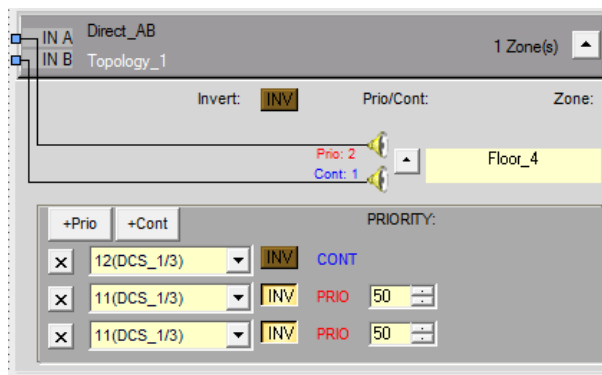 IN A Direct_AB
IN B Topology_1
1 Zone(s)
Invert: INV Prio/Cont: Zone:
Prio: 2
Cont: 1
Floor_4
+Prio +Cont PRIORITY:
X 12(DCS_1/3) INV CONT
X 11(DCS_1/3) INV PRIO 50
X 11(DCS_1/3) INV PRIO 50